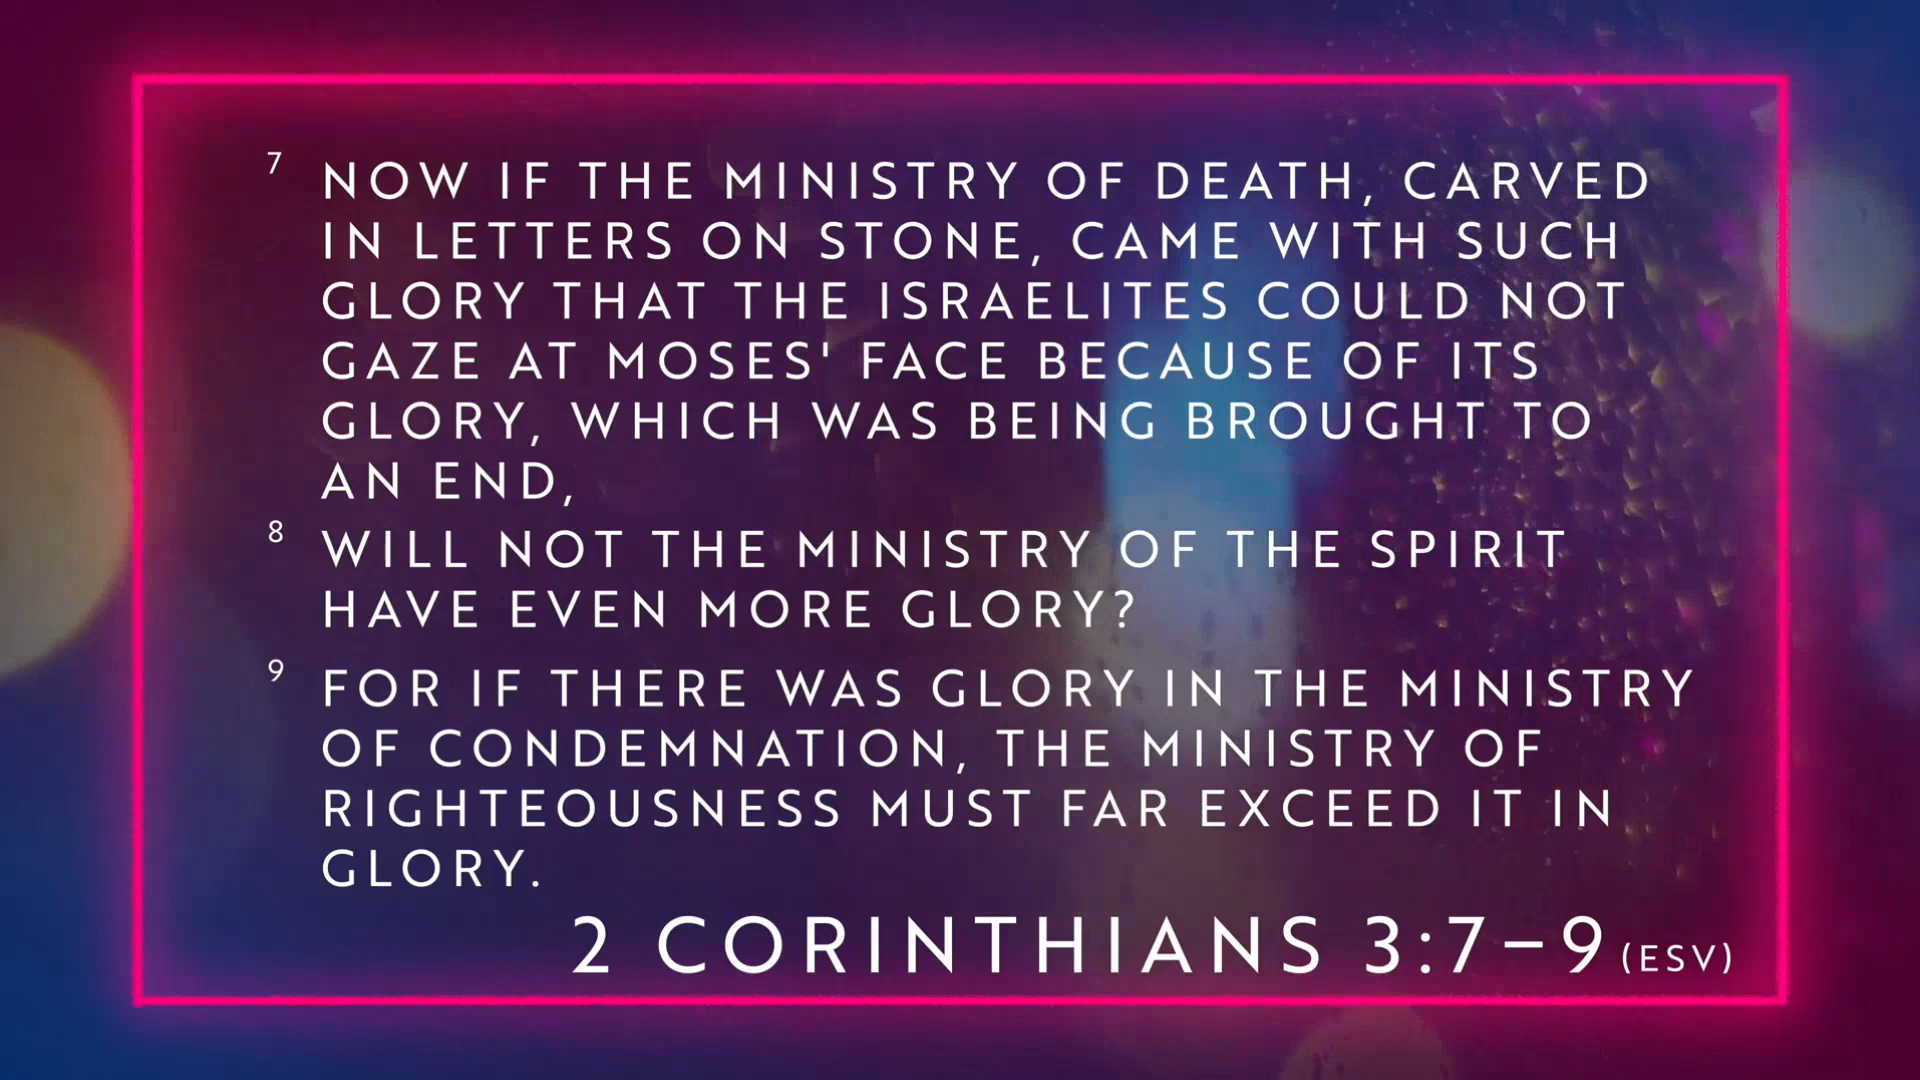 7 NOW IF THE MINISTRY OF DEATH, CARVED
IN LETTERS ON STONE, CAME WITH SUCH
GLORY THAT THE ISRAELITES COULD NOT
GAZE AT MOSES' FACE BECAUSE OF ITS
GLORY, WHICH WAS BEING BROUGHT TO
AN END,
8 WILL NOT THE MINISTRY OF THE SPIRIT
HAVE EVEN MORE GLORY?
9 FOR IF THERE WAS GLORY IN THE MINISTRY
OF CONDEMNATION, THE MINISTRY OF
RIGHTEOUSNESS MUST FAR EXCEED IT IN
GLORY.
2 CORINTHIANS 3:7–9 (ESV)